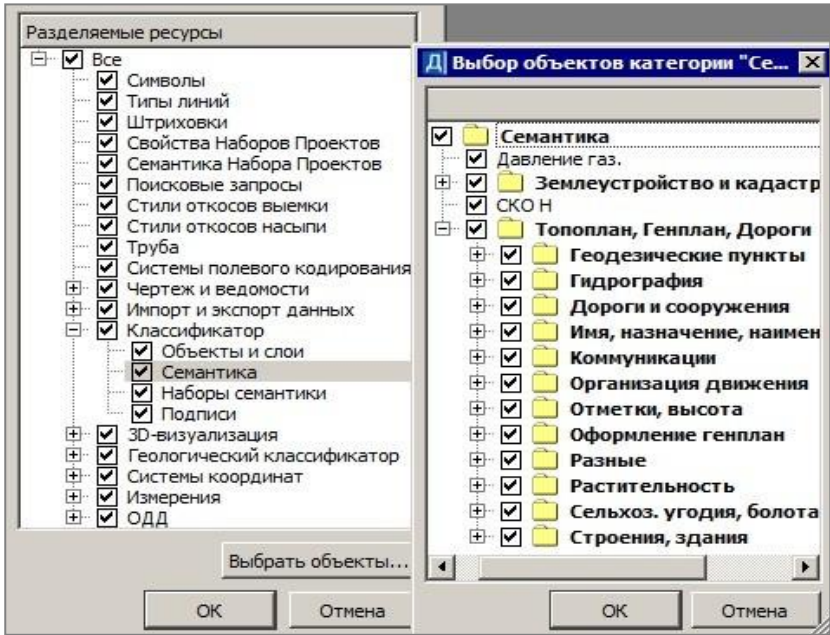 Разделяемые ресурсы
Все
Символы
Типы линий
Штриховки
Свойства Наборов Проектов
Семантика Набора Проектов
Поисковые запросы
Стили откосов выемки
Стили откосов насыпи
Труба
Системы полевого кодирования
Чертеж и ведомости
Импорт и экспорт данных
Классификатор
Объекты и слои
Семантика
Наборы семантики
Подписи
3D-визуализация
Геологический классификатор
Системы координат
Измерения
ОДД
Выбрать объекты...
ОК
Отмена
Выбор объектов категории "Се...
Семантика
Давление газ.
Землеустройство и кадастр
СКО Н
Топоплан, Генплан, Дороги
Геодезические пункты
Гидрография
Дороги и сооружения
Имя, назначение, наимен
Коммуникации
Организация движения
Отметки, высота
Оформление генплан
Разные
Растительность
Сельхоз. угодия, болота
Строения, здания
ОК
Отмена